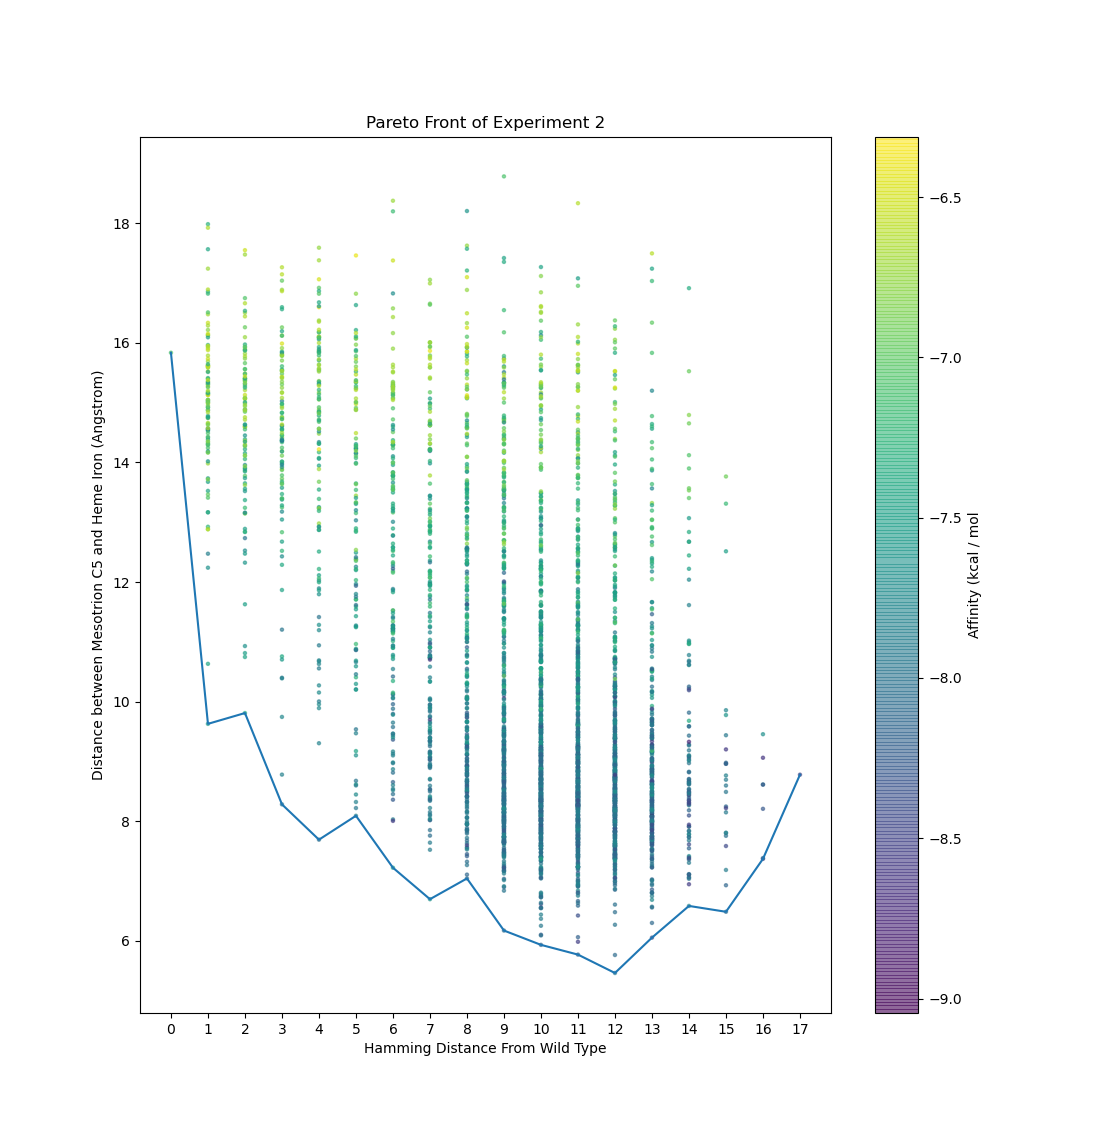 Pareto Front of Experiment 2
Distance between Mesotrion C5 and Heme Iron (Angstrom)
18
16
14
12
10
8
6
0 1 2 3 4 5 6 7 8 9 10 11 12 13 14 15 16 17
Hamming Distance From Wild Type
−6.5
−7.0
−7.5
−8.0
−8.5
−9.0
Affinity (kcal / mol